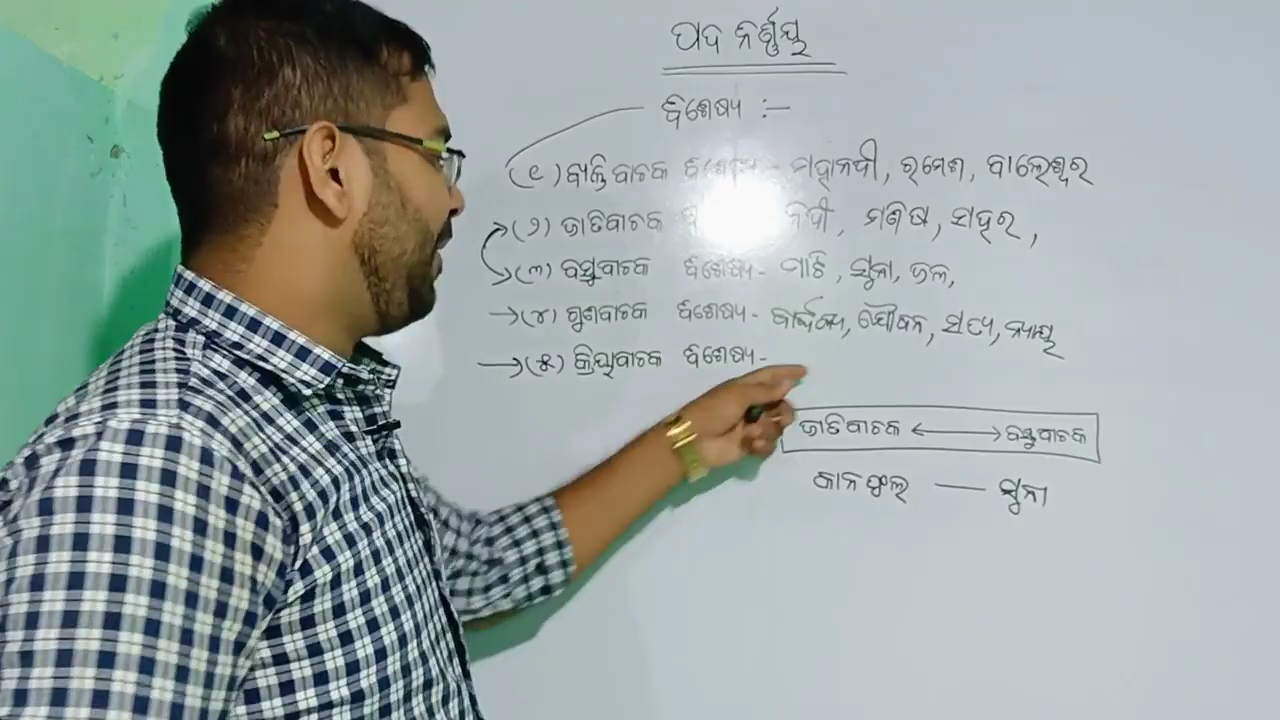 ପଦ ନିର୍ଣ୍ଣୟ
ବିଶେଷ୍ୟ :-
(୧) ବ୍ୟକ୍ତିବାଚକ ବିଶେଷ୍ୟ - ମହାନଦୀ, ରମେଶ, ବାଲେଶ୍ୱର
(୨) ଜାତିବାଚକ ନଦୀ, ମଣିଷ, ସହର,
(୩) ବସ୍ତୁବାଚକ ବିଶେଷ୍ୟ - ମାଟି, ସୁନା, ଜଳ,
(୪) ଗୁଣବାଚକ ବିଶେଷ୍ୟ - ବାର୍ଦ୍ଧକ୍ୟ, ଯୌବନ, ସତ୍ୟ, ନ୍ୟାୟ
(୫) କ୍ରିୟାବାଚକ ବିଶେଷ୍ୟ -
ଜାତିବାଚକ ⟷ ବସ୍ତୁବାଚକ
କାନଫୁଲ — ସୁନା